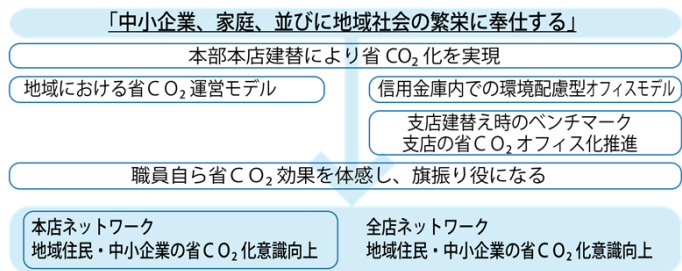 「中小企業、家庭、並びに地域社会の繁栄に奉仕する」
本部本店建替により省CO₂化を実現
地域における省CO₂運営モデル
信用金庫内での環境配慮型オフィスモデル
支店建替え時のベンチマーク
支店の省CO₂オフィス化推進
職員自ら省CO₂効果を体感し、旗振り役になる
本店ネットワーク
地域住民・中小企業の省CO₂化意識向上
全店ネットワーク
地域住民・中小企業の省CO₂化意識向上